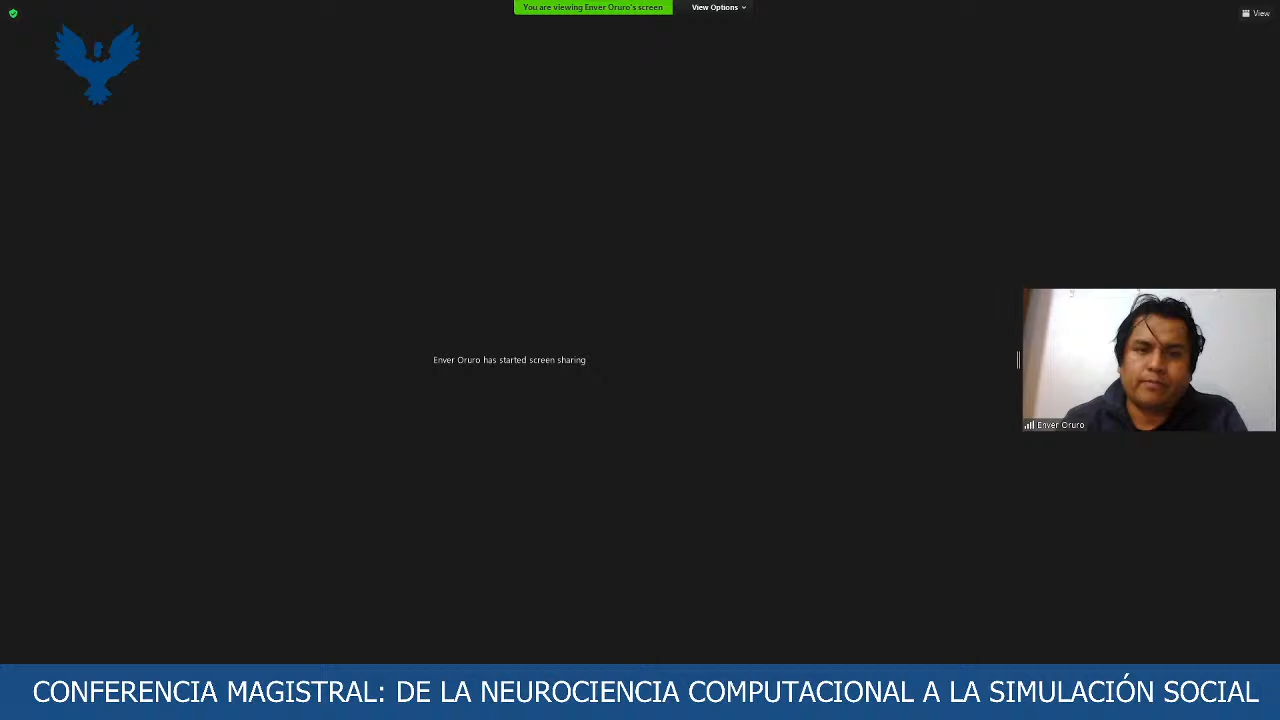 You are viewing Enver Oruro's screen
View Options
View
Enver Oruro has started screen sharing
Enver Oruro
CONFERENCIA MAGISTRAL: DE LA NEUROCIENCIA COMPUTACIONAL A LA SIMULACIÓN SOCIAL